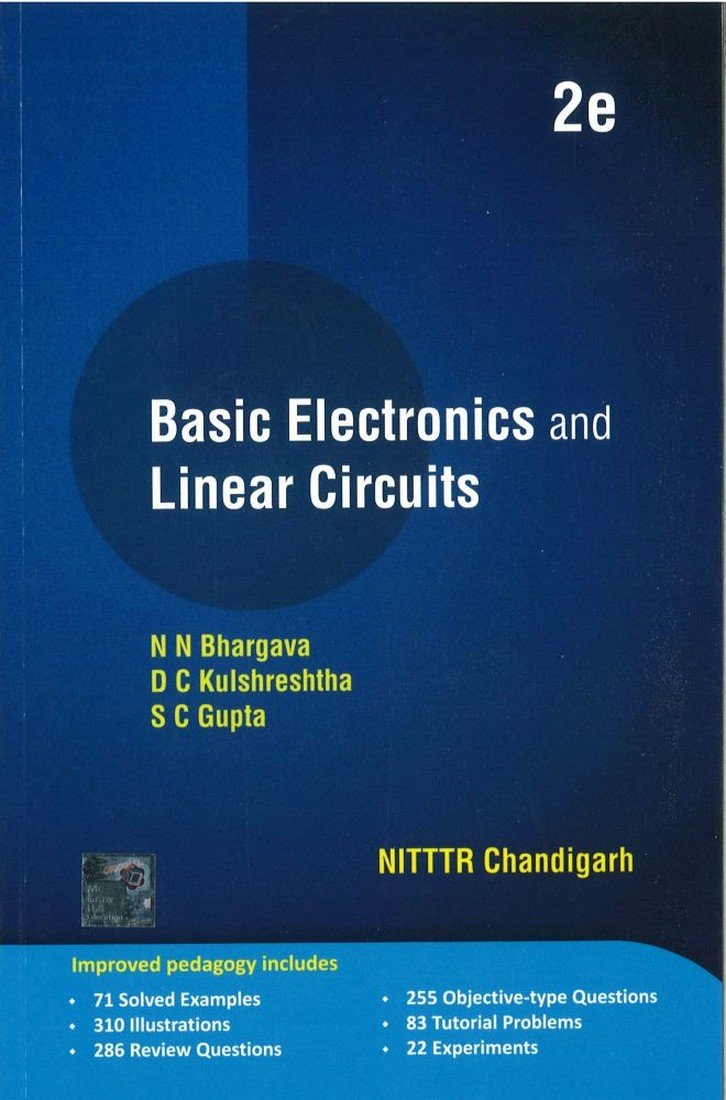 2e
Basic Electronics and
Linear Circuits
N N Bhargava
D C Kulshreshtha
S C Gupta
NITTTR Chandigarh
Improved pedagogy includes
71 Solved Examples
310 Illustrations
286 Review Questions
255 Objective-type Questions
83 Tutorial Problems
22 Experiments